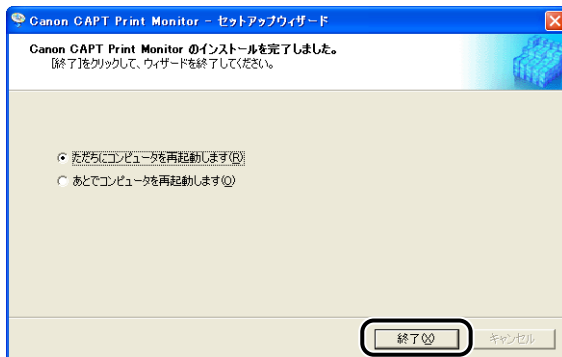 Canon CAPT Print Monitor - セットアップウィザード
Canon CAPT Print Monitor のインストールを完了しました。
[終了]をクリックして、ウィザードを終了してください。
ただちにコンピュータを再起動します(R)
あとでコンピュータを再起動します(O)
終了(X)
キャンセル